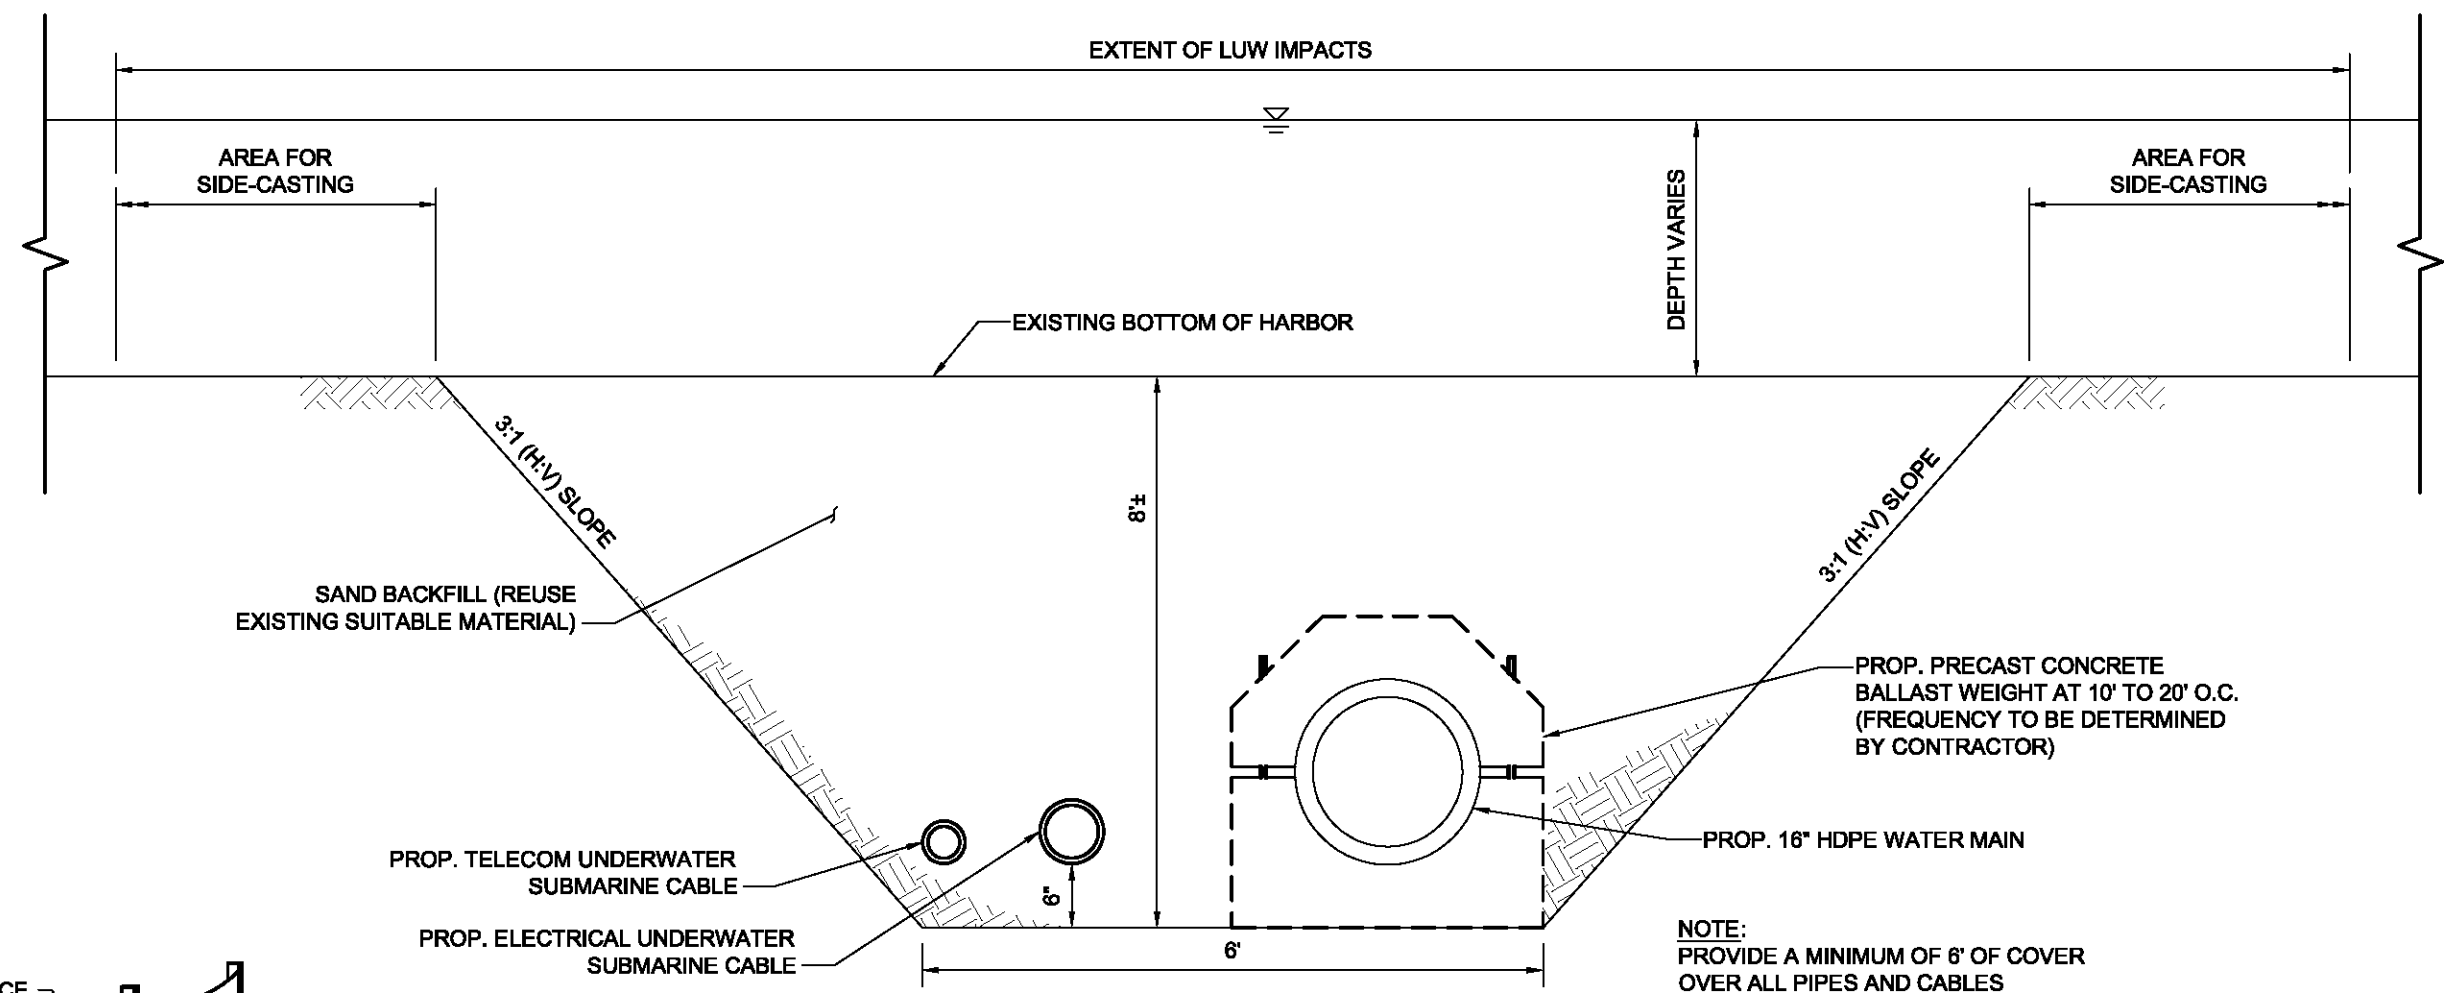 EXTENT OF LUW IMPACTS
AREA FOR
SIDE-CASTING
AREA FOR
SIDE-CASTING
DEPTH VARIES
EXISTING BOTTOM OF HARBOR
3:1 (H:V) SLOPE
3:1 (H:V) SLOPE
8'±
SAND BACKFILL (REUSE
EXISTING SUITABLE MATERIAL)
PROP. PRECAST CONCRETE
BALLAST WEIGHT AT 10' TO 20' O.C.
(FREQUENCY TO BE DETERMINED
BY CONTRACTOR)
PROP. 16" HDPE WATER MAIN
PROP. TELECOM UNDERWATER
SUBMARINE CABLE
6"
PROP. ELECTRICAL UNDERWATER
SUBMARINE CABLE
6'
NOTE:
PROVIDE A MINIMUM OF 6' OF COVER
OVER ALL PIPES AND CABLES